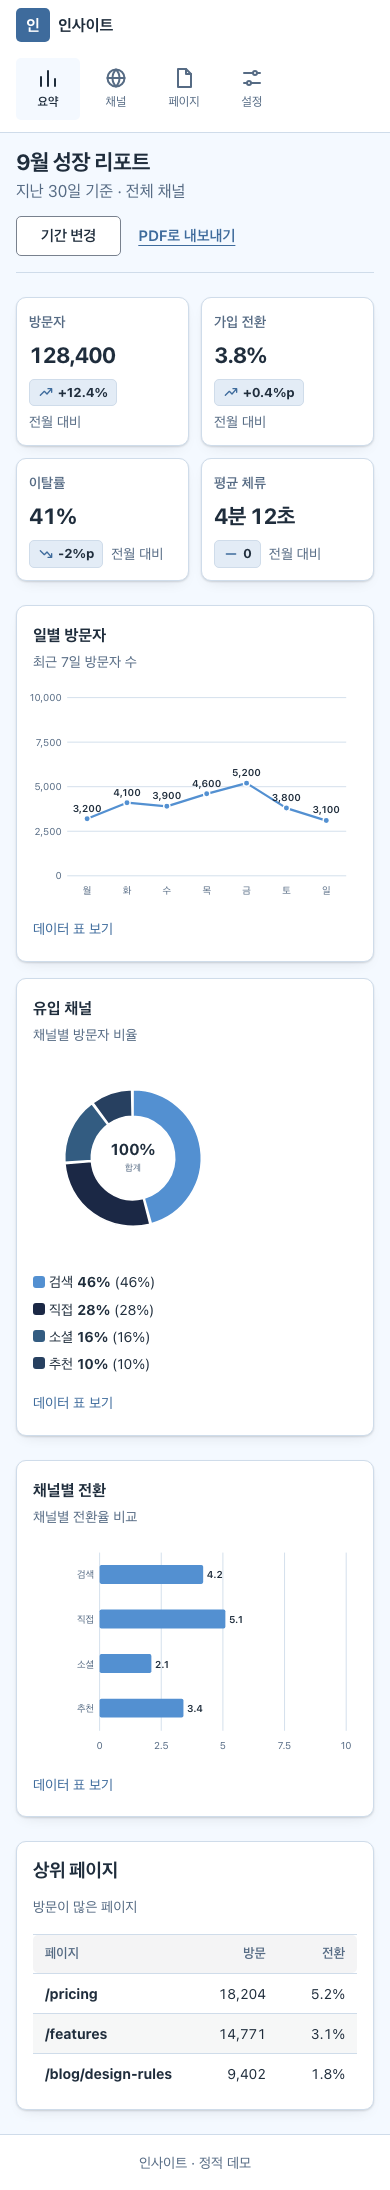 인 인사이트
요약 채널 페이지 설정
9월 성장 리포트
지난 30일 기준 · 전체 채널
기간 변경 PDF로 내보내기
방문자
128,400
+12.4%
전월 대비
가입 전환
3.8%
+0.4%p
전월 대비
이탈률
41%
-2%p 전월 대비
평균 체류
4분 12초
0 전월 대비
일별 방문자
최근 7일 방문자 수
10,000
7,500
5,000
2,500
0
3,200 4,100 3,900 4,600 5,200 3,800 3,100
월 화 수 목 금 토 일
데이터 표 보기
유입 채널
채널별 방문자 비율
100%
합계
검색 46% (46%)
직접 28% (28%)
소셜 16% (16%)
추천 10% (10%)
데이터 표 보기
채널별 전환
채널별 전환율 비교
검색 4.2
직접 5.1
소셜 2.1
추천 3.4
0 2.5 5 7.5 10
데이터 표 보기
상위 페이지
방문이 많은 페이지
페이지 방문 전환
/pricing 18,204 5.2%
/features 14,771 3.1%
/blog/design-rules 9,402 1.8%
인사이트 · 정적 데모